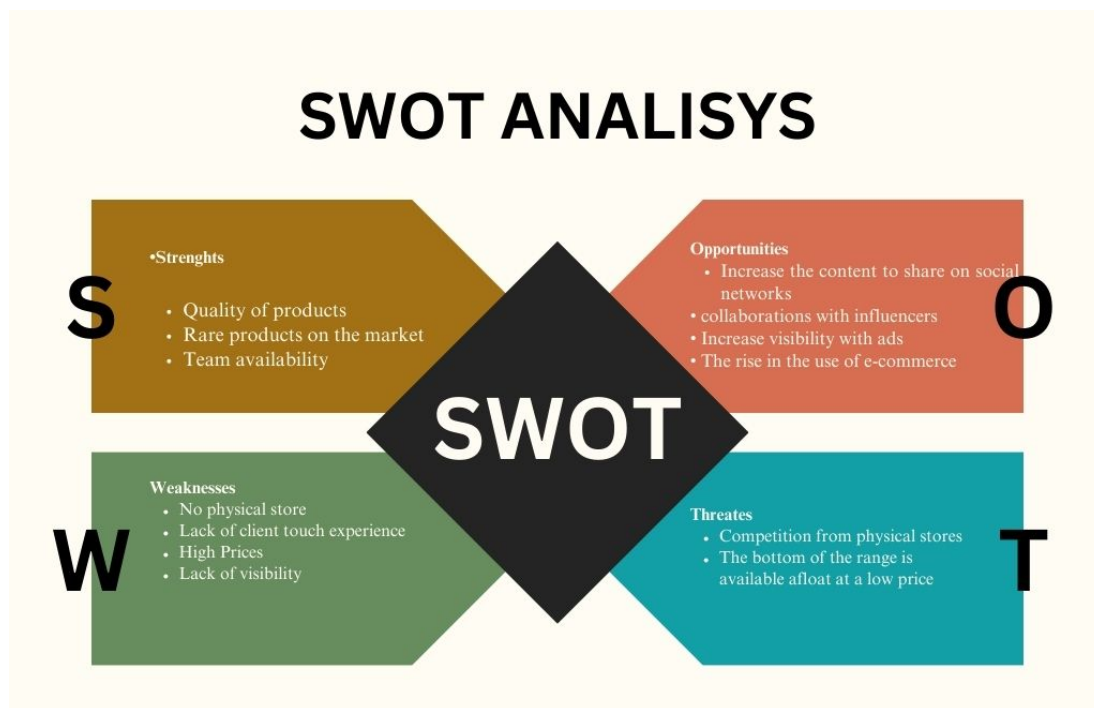 SWOT ANALISYS
S
•Strenghts
• Quality of products
• Rare products on the market
• Team availability
O
Opportunities
• Increase the content to share on social
networks
• collaborations with influencers
• Increase visibility with ads
• The rise in the use of e-commerce
SWOT
W
Weaknesses
• No physical store
• Lack of client touch experience
• High Prices
• Lack of visibility
T
Threates
• Competition from physical stores
• The bottom of the range is
available afloat at a low price